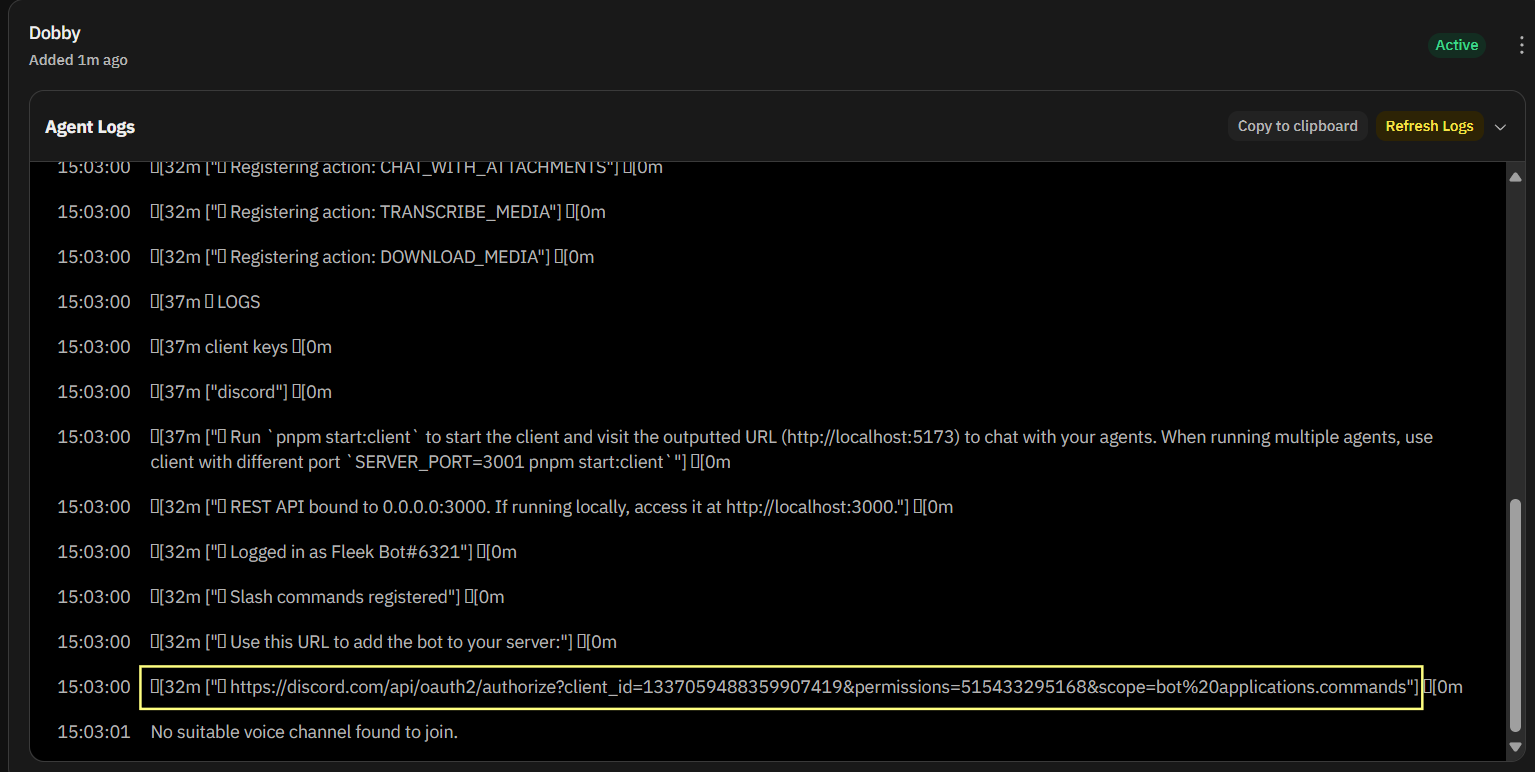 Dobby
Added 1m ago
Active
Agent Logs
Copy to clipboard
Refresh Logs
15:03:00 ▯[32m ["▯ Registering action: CHAT_WITH_ATTACHMENTS"] ▯[0m
15:03:00 ▯[32m ["▯ Registering action: TRANSCRIBE_MEDIA"] ▯[0m
15:03:00 ▯[32m ["▯ Registering action: DOWNLOAD_MEDIA"] ▯[0m
15:03:00 ▯[37m ▯ LOGS
15:03:00 ▯[37m client keys ▯[0m
15:03:00 ▯[37m ["discord"] ▯[0m
15:03:00 ▯[37m ["▯ Run `pnpm start:client` to start the client and visit the outputted URL (http://localhost:5173) to chat with your agents. When running multiple agents, use
client with different port `SERVER_PORT=3001 pnpm start:client`"] ▯[0m
15:03:00 ▯[32m ["▯ REST API bound to 0.0.0.0:3000. If running locally, access it at http://localhost:3000."] ▯[0m
15:03:00 ▯[32m ["▯ Logged in as Fleek Bot#6321"] ▯[0m
15:03:00 ▯[32m ["▯ Slash commands registered"] ▯[0m
15:03:00 ▯[32m ["▯ Use this URL to add the bot to your server:"] ▯[0m
15:03:00 ▯[32m ["▯ https://discord.com/api/oauth2/authorize?client_id=1337059488359907419&permissions=515433295168&scope=bot%20applications.commands"] ▯[0m
15:03:01 No suitable voice channel found to join.